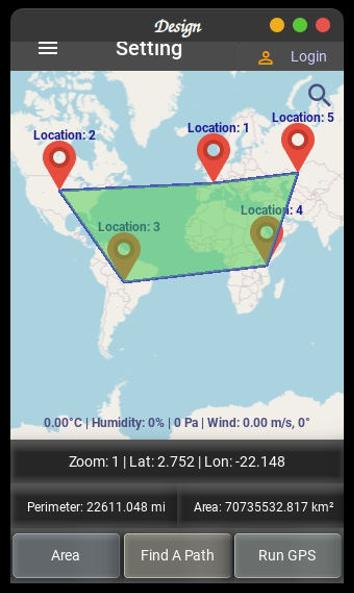 Design
Setting
Login
Location: 5
Location: 1
Location: 2
Location: 4
Location: 3
0.00°C | Humidity: 0% | 0 Pa | Wind: 0.00 m/s, 0°
Zoom: 1 | Lat: 2.752 | Lon: -22.148
Perimeter: 22611.048 mi
Area: 70735532.817 km²
Area
Find A Path
Run GPS